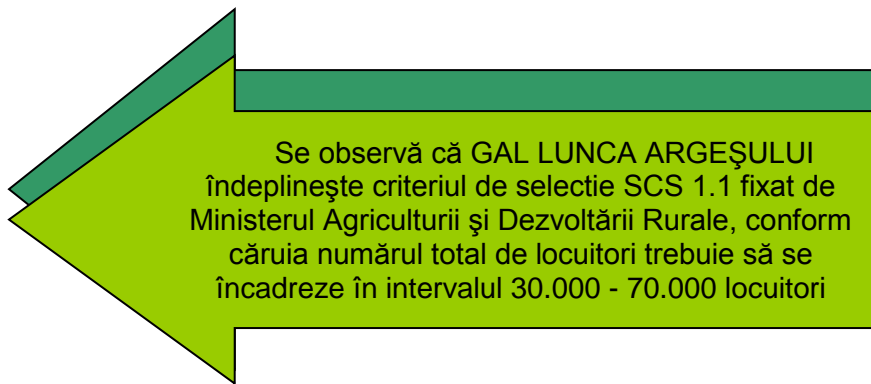 Se observă că GAL LUNCA ARGEŞULUI
îndeplineşte criteriul de selectie SCS 1.1 fixat de
Ministerul Agriculturii şi Dezvoltării Rurale, conform
căruia numărul total de locuitori trebuie să se
încadreze în intervalul 30.000 - 70.000 locuitori